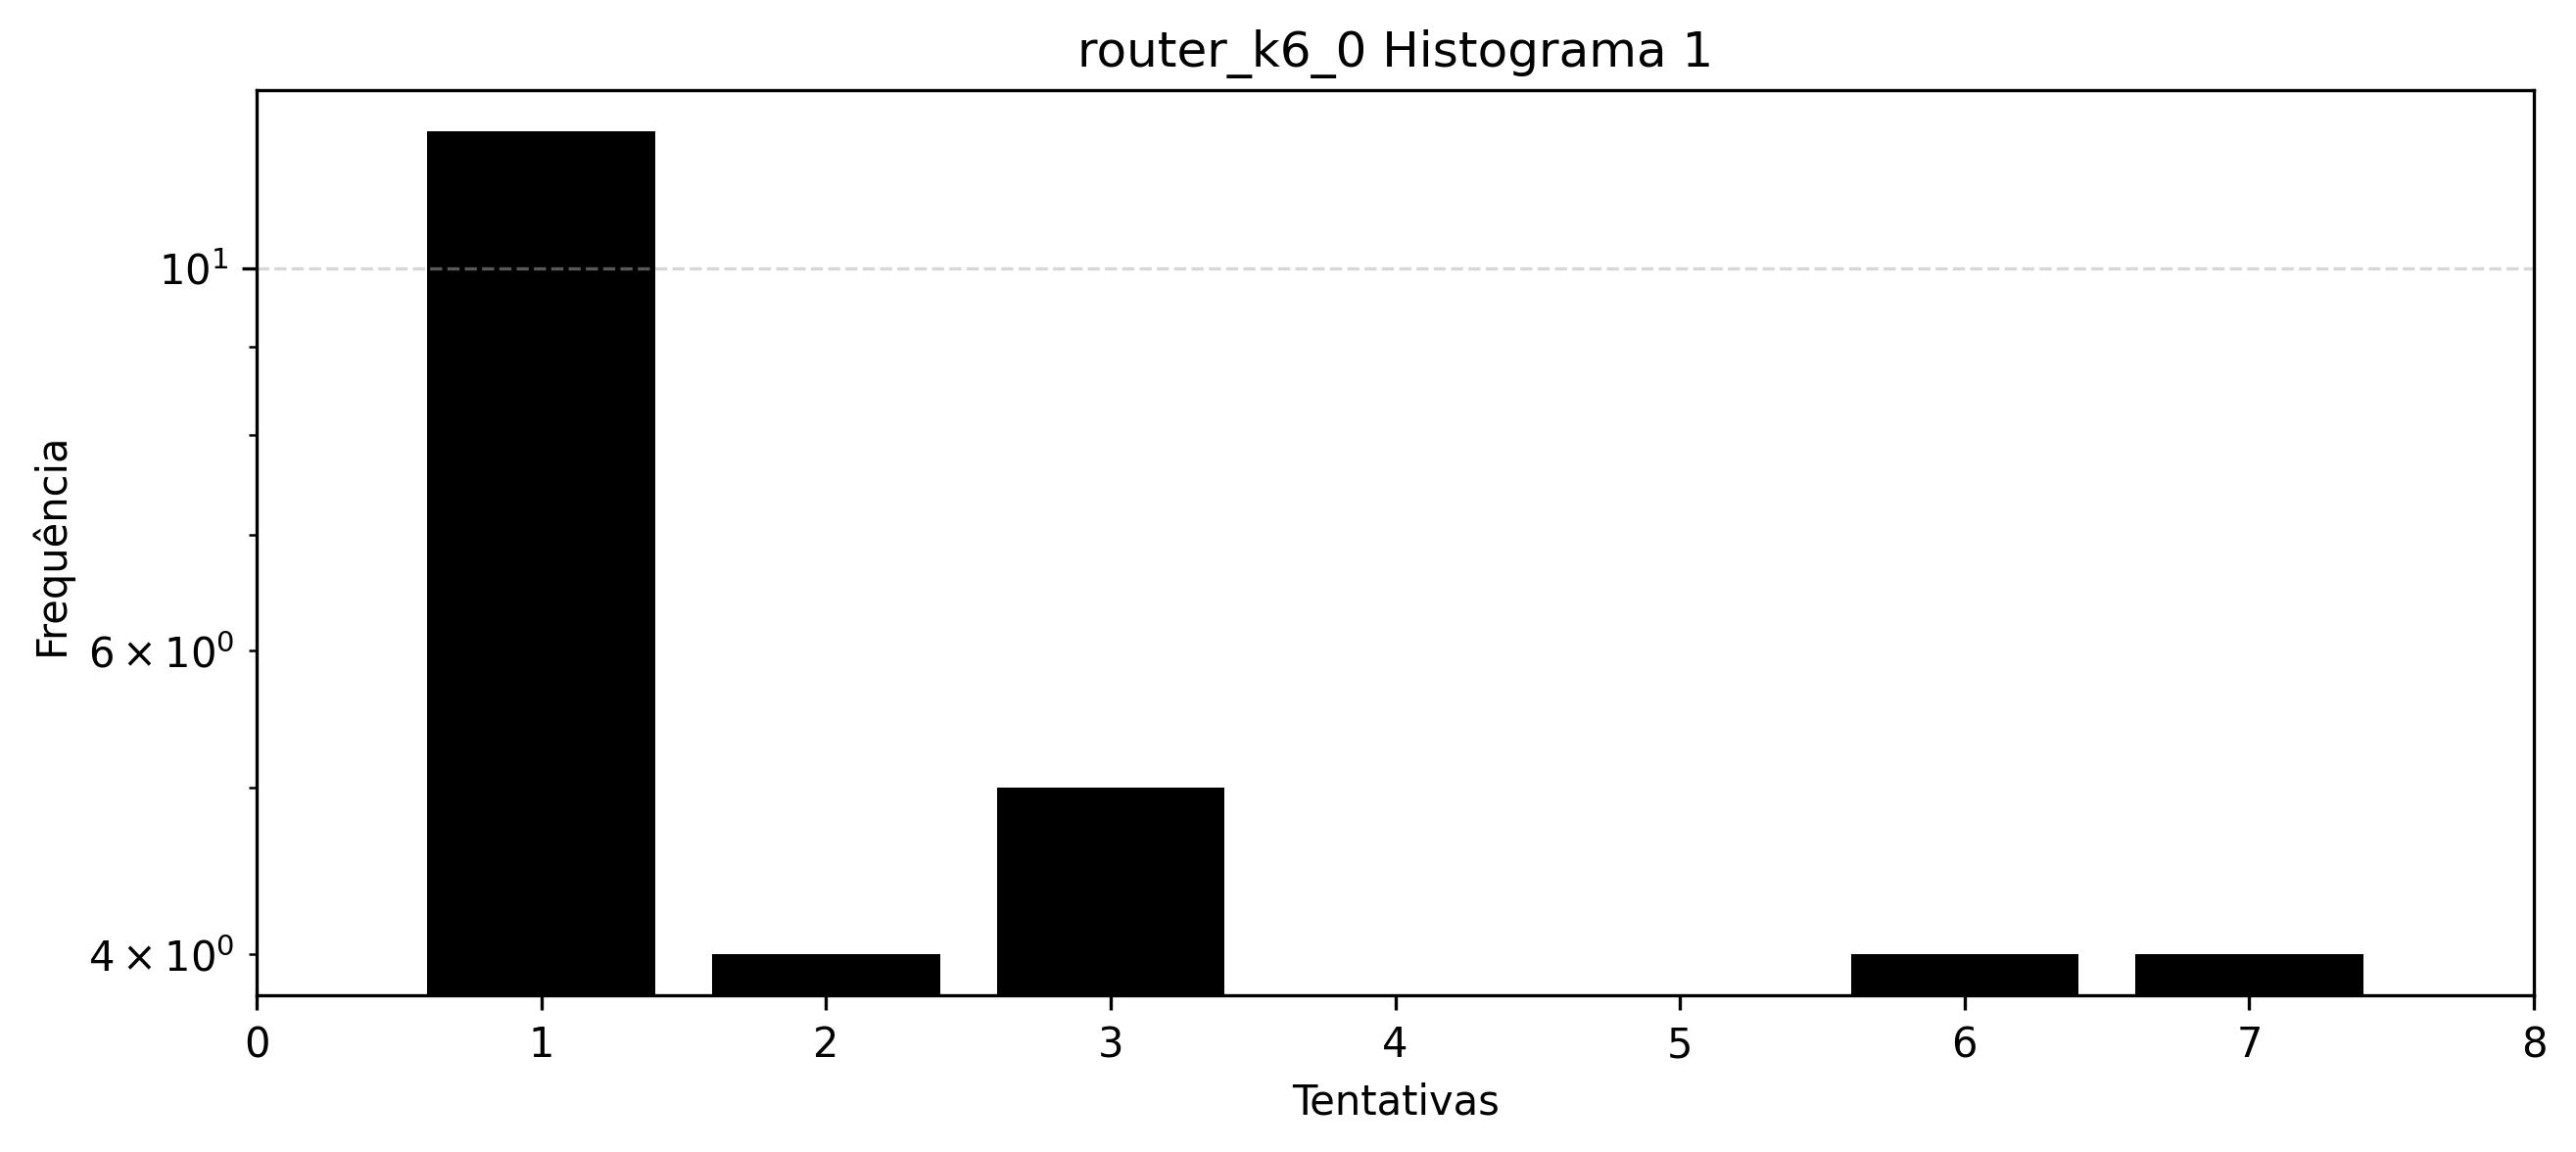 router_k6_0 Histograma 1
10¹
Frequência
6 × 10⁰
4 × 10⁰
0 1 2 3 4 5 6 7 8
Tentativas